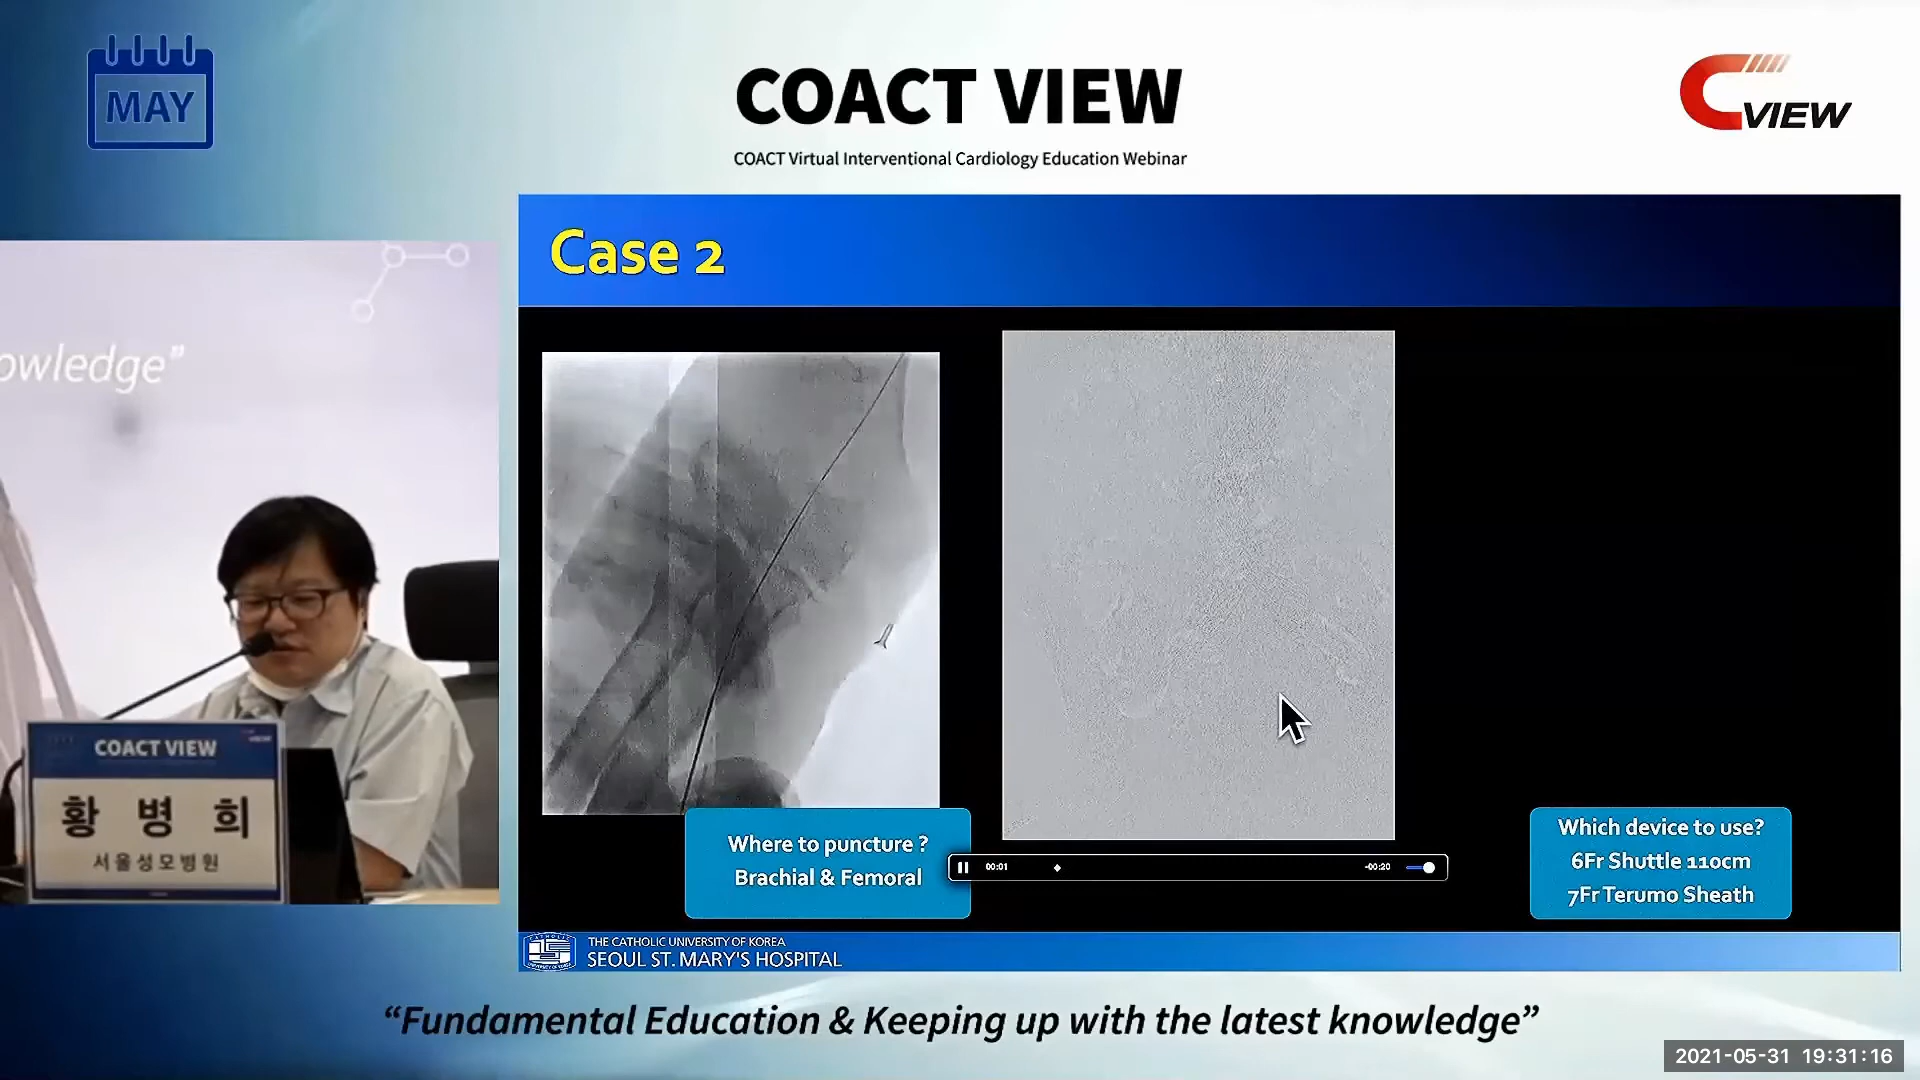 MAY
COACT VIEW
COACT Virtual Interventional Cardiology Education Webinar
VIEW
owledge”
COACT VIEW
황 병 희
서울성모병원
Case 2
Where to puncture ?
Brachial & Femoral
00:01
-00:20
Which device to use?
6Fr Shuttle 110cm
7Fr Terumo Sheath
THE CATHOLIC UNIVERSITY OF KOREA
SEOUL ST. MARY'S HOSPITAL
“Fundamental Education & Keeping up with the latest knowledge”
2021-05-31 19:31:16